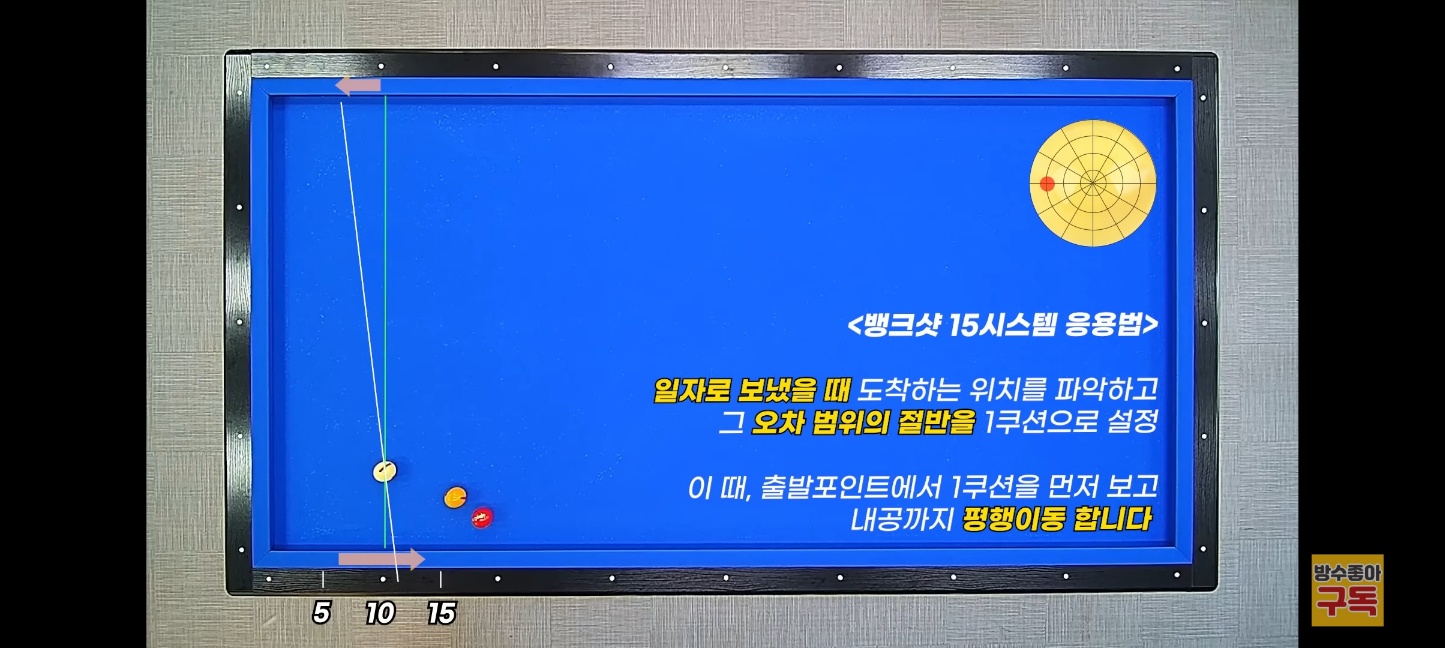 <뱅크샷 15시스템 응용법>
일자로 보냈을 때 도착하는 위치를 파악하고
그 오차 범위의 절반을 1쿠션으로 설정
이 때, 출발포인트에서 1쿠션을 먼저 보고
내공까지 평행이동 합니다
5 10 15
방수좋아
구독